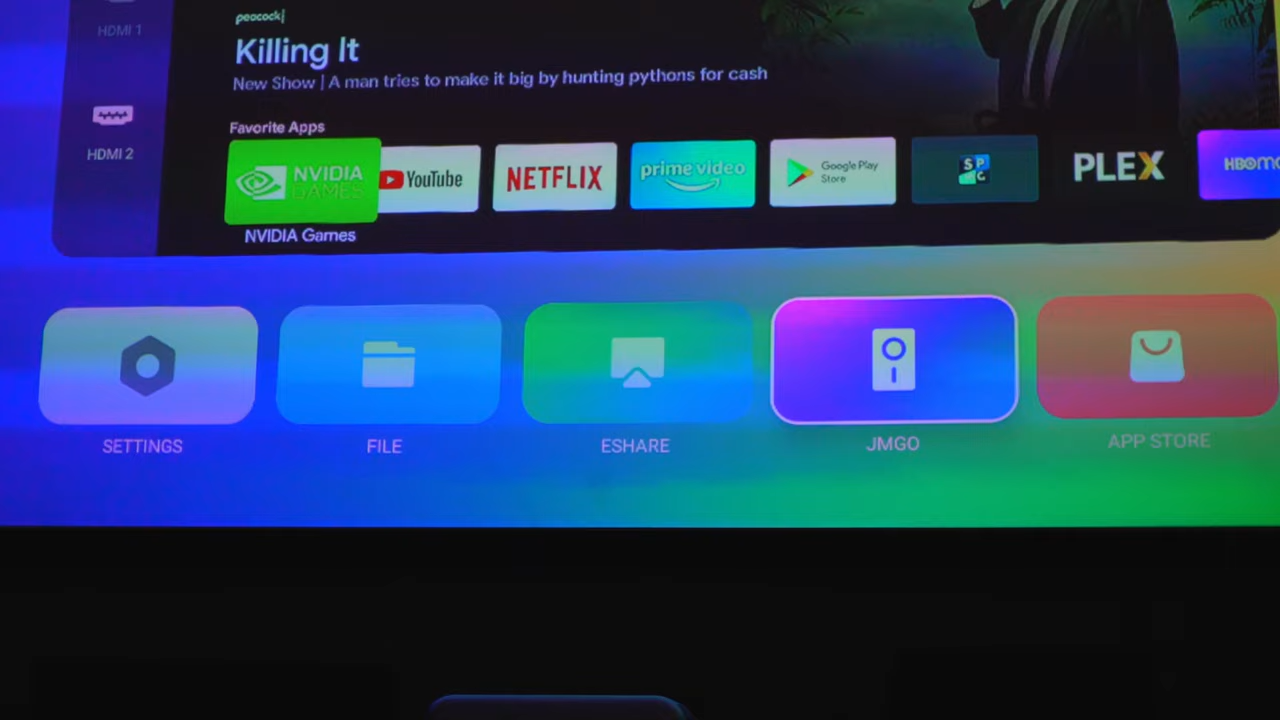 peacock
HDMI 1
Killing It
New Show | A man tries to make it big by hunting pythons for cash
HDMI 2
Favorite Apps
NVIDIA GAMES
YouTube
NETFLIX
prime video
Google Play Store
SPCG
PLEX
HBOmo
NVIDIA Games
SETTINGS
FILE
ESHARE
JMGO
APP STORE